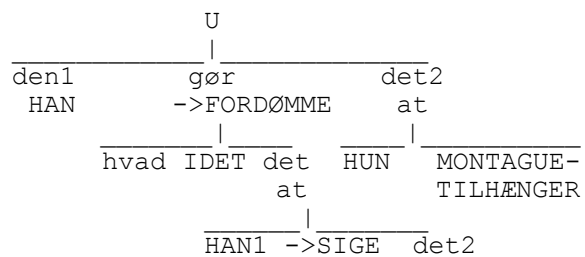 U
den1 gør det2
HAN ->FORDØMME at
hvad IDET det HUN MONTAGUE-
at TILHÆNGER
HAN1 ->SIGE det2